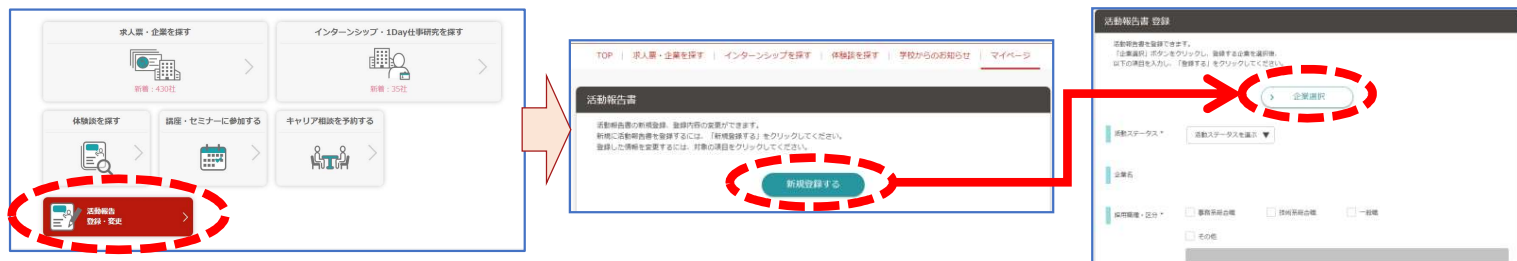 求人票・企業を探す
新着：430社
インターンシップ・1Day仕事研究を探す
新着：35社
体験談を探す
講座・セミナーに参加する
キャリア相談を予約する
活動報告
登録・変更
TOP | 求人票・企業を探す | インターンシップを探す | 体験談を探す | 学校からのお知らせ | マイページ
活動報告書
活動報告書の新規登録、登録内容の変更ができます。
新規に活動報告書を登録するには、「新規登録する」をクリックしてください。
登録した情報を変更するには、対象の項目をクリックしてください。
新規登録する
活動報告書 登録
活動報告書を登録できます。
「企業選択」ボタンをクリックし、登録する企業を選択後、
以下の項目を入力し、「登録する」をクリックしてください。
企業選択
活動ステータス * 活動ステータスを選ぶ ▼
企業名
採用職種・区分 * 事務系総合職 技術系総合職 一般職
その他